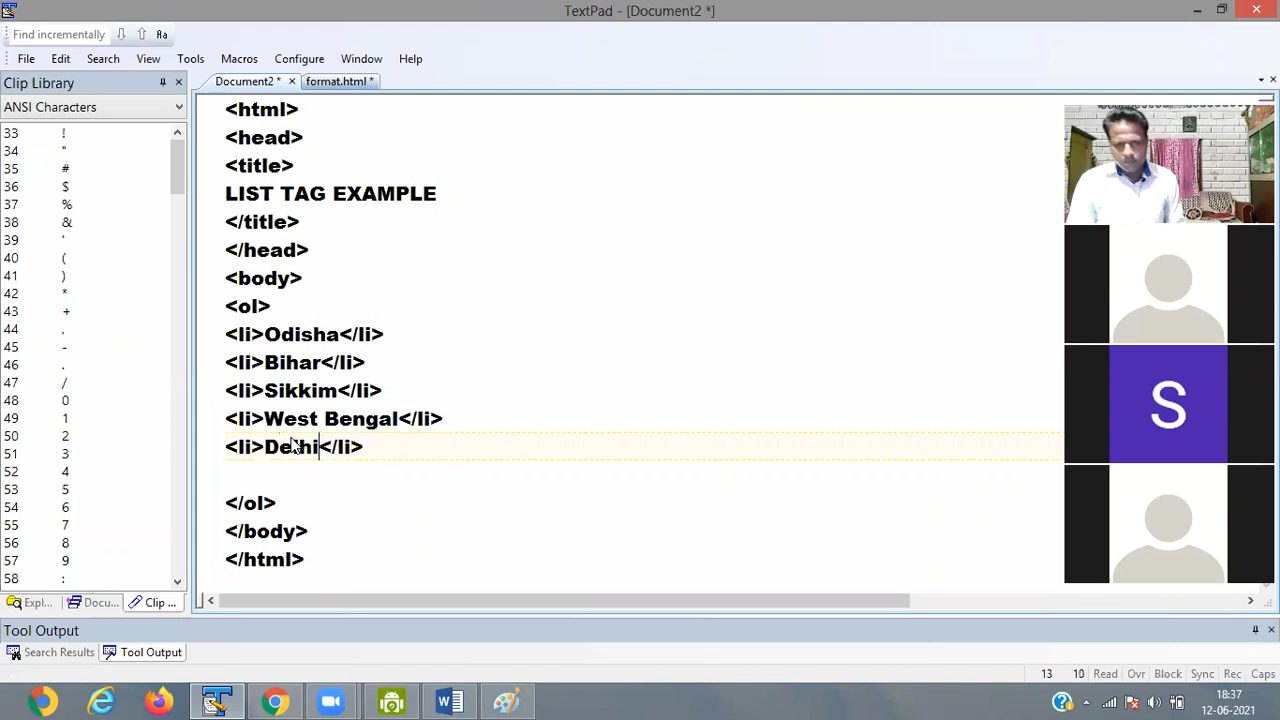 TextPad - [Document2 *]
Find incrementally
Aa
File Edit Search View Tools Macros Configure Window Help
Clip Library
Document2 * format.html *
ANSI Characters
33 !
34 "
35 #
36 $
37 %
38 &
39 '
40 (
41 )
42 *
43 +
44 ,
45 -
46 .
47 /
48 0
49 1
50 2
51 3
52 4
53 5
54 6
55 7
56 8
57 9
58 :
<html>
<head>
<title>
LIST TAG EXAMPLE
</title>
</head>
<body>
<ol>
<li>Odisha</li>
<li>Bihar</li>
<li>Sikkim</li>
<li>West Bengal</li>
<li>Delhi</li>
</ol>
</body>
</html>
S
Expl... Docu... Clip ...
Tool Output
Search Results Tool Output
13 10 Read Ovr Block Sync Rec Caps
18:37
12-06-2021